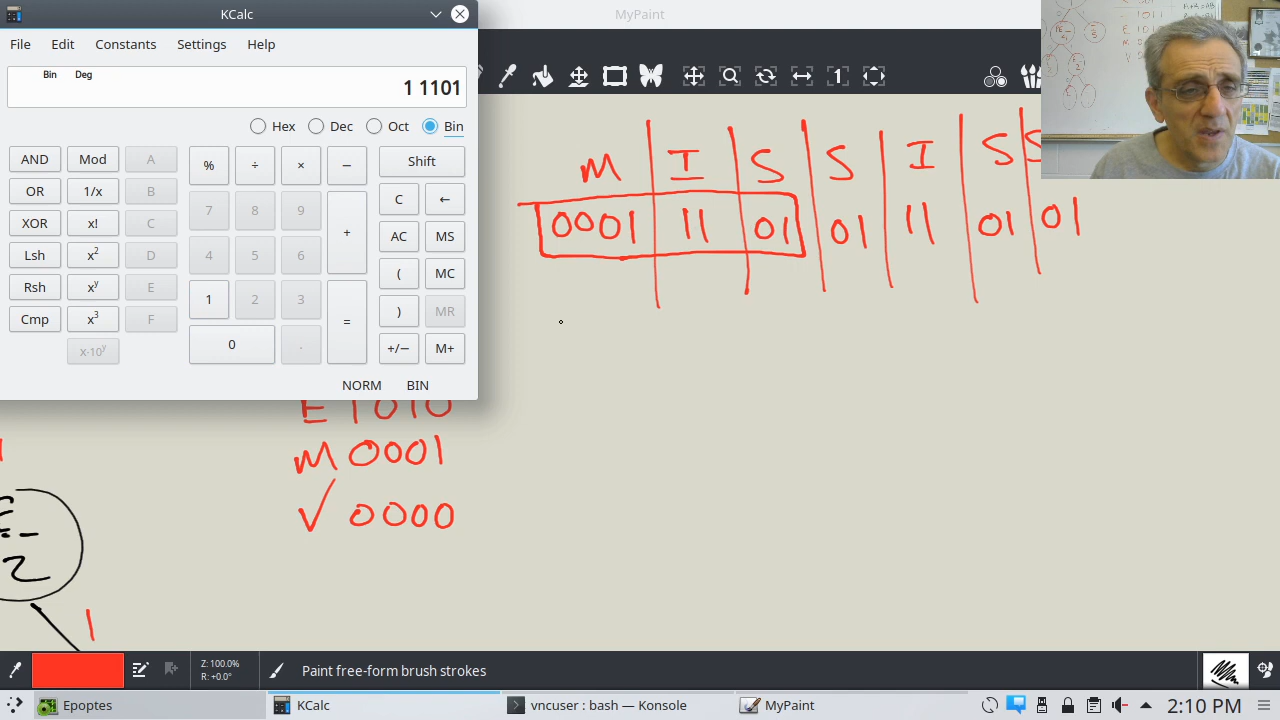 KCalc
MyPaint
File Edit Constants Settings Help
Bin Deg
1 1101
Hex Dec Oct Bin
AND Mod A % ÷ × − Shift
OR 1/x B
XOR x! C 7 8 9 C ←
Lsh x² D 4 5 6 + AC MS
Rsh xʸ E 1 2 3 ( MC
Cmp x³ F = ) MR
x·10ʸ 0 . +/− M+
NORM BIN
M I S S I S S
0001 11 01 01 11 01 01
E 1010
M 0001
V 0000
2
1
Z: 100.0%
R: +0.0°
Paint free-form brush strokes
Epoptes KCalc vncuser : bash — Konsole MyPaint 2:10 PM